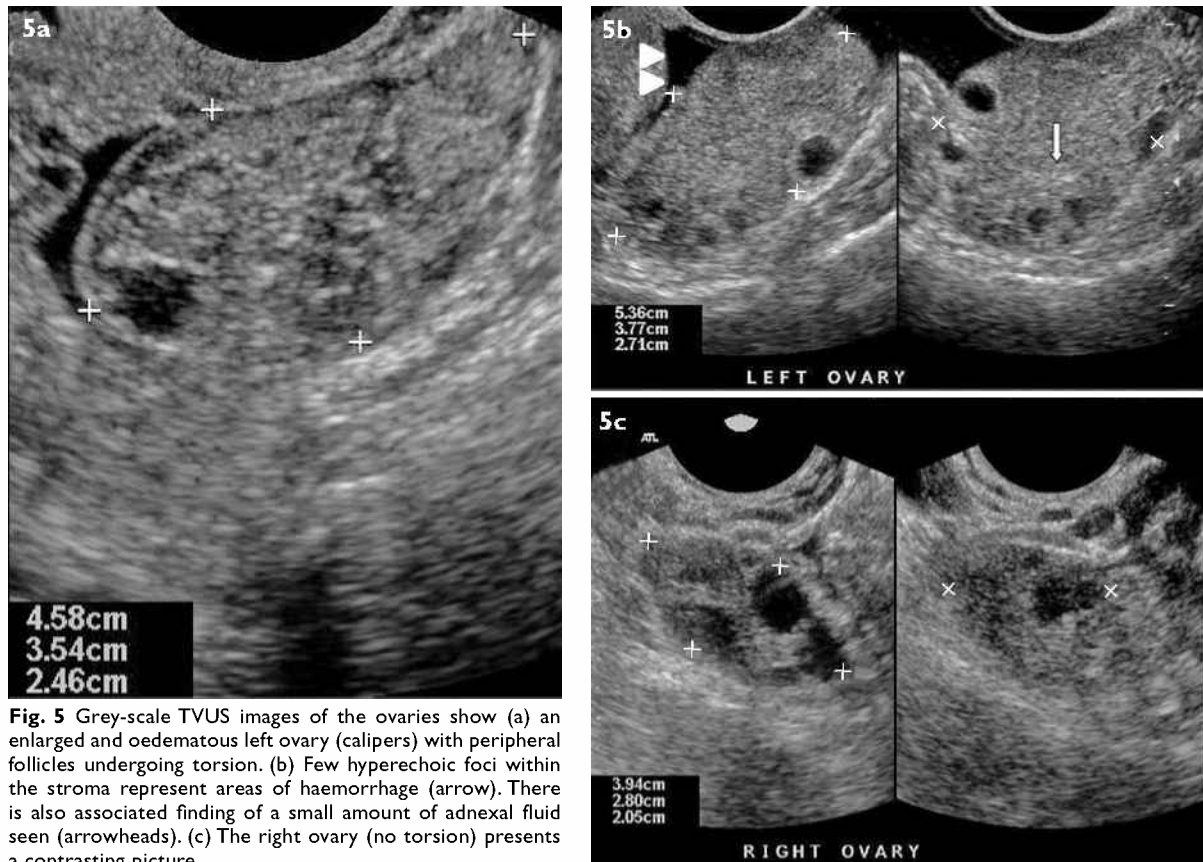 5a
4.58cm
3.54cm
2.46cm
5b
5.36cm
3.77cm
2.71cm
LEFT OVARY
5c
3.94cm
2.80cm
2.05cm
RIGHT OVARY
Fig. 5 Grey-scale TVUS images of the ovaries show (a) an
enlarged and oedematous left ovary (calipers) with peripheral
follicles undergoing torsion. (b) Few hyperechoic foci within
the stroma represent areas of haemorrhage (arrow). There
is also associated finding of a small amount of adnexal fluid
seen (arrowheads). (c) The right ovary (no torsion) presents
a contrasting picture